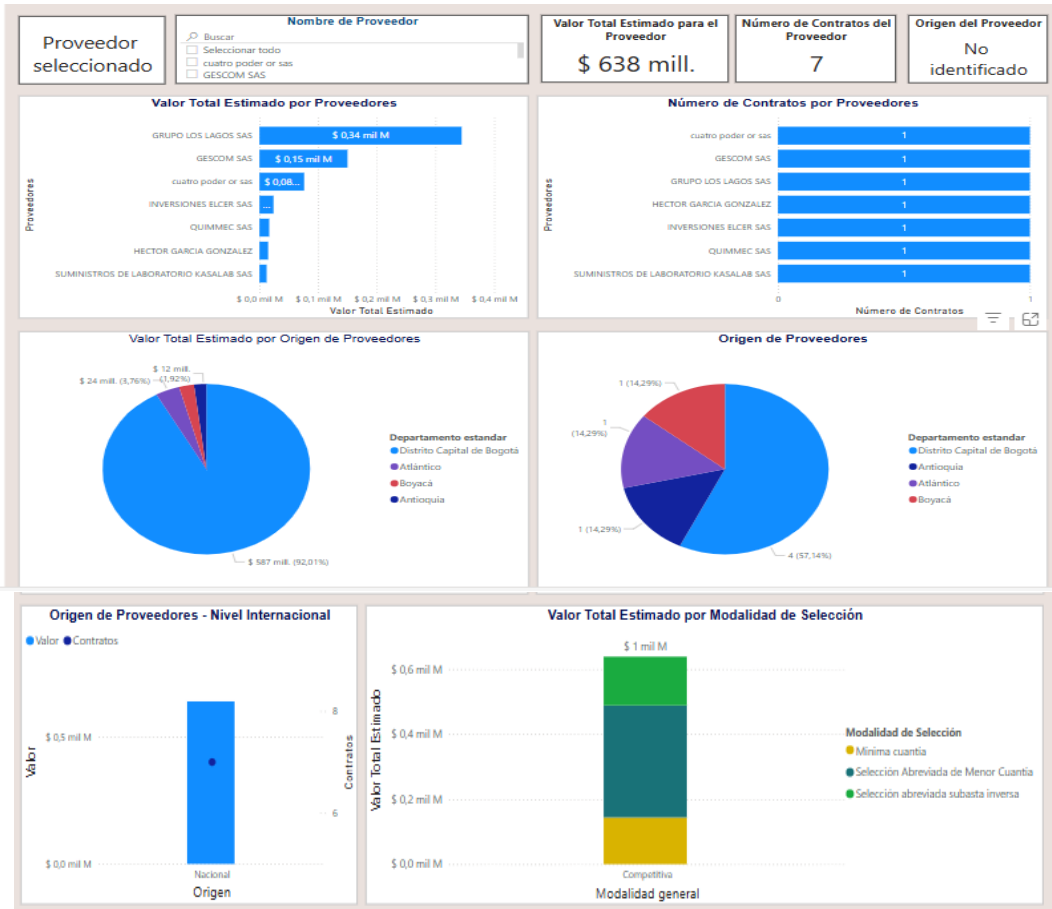 Proveedor
seleccionado
Nombre de Proveedor
Buscar
Seleccionar todo
cuatro poder or sas
GESCOM SAS
Valor Total Estimado para el
Proveedor
$ 638 mill.
Número de Contratos del
Proveedor
7
Origen del Proveedor
No
identificado
Valor Total Estimado por Proveedores
Proveedores
GRUPO LOS LAGOS SAS
$ 0,34 mil M
GESCOM SAS
$ 0,15 mil M
cuatro poder or sas
$ 0,08...
INVERSIONES ELCER SAS
...
QUIMMEC SAS
HECTOR GARCIA GONZALEZ
SUMINISTROS DE LABORATORIO KASALAB SAS
$ 0,0 mil M $ 0,1 mil M $ 0,2 mil M $ 0,3 mil M $ 0,4 mil M
Valor Total Estimado
Número de Contratos por Proveedores
Proveedores
cuatro poder or sas
1
GESCOM SAS
1
GRUPO LOS LAGOS SAS
1
HECTOR GARCIA GONZALEZ
1
INVERSIONES ELCER SAS
1
QUIMMEC SAS
1
SUMINISTROS DE LABORATORIO KASALAB SAS
1
0 1
Número de Contratos
Valor Total Estimado por Origen de Proveedores
$ 12 mill.
(1,92%)
$ 24 mill. (3,76%)
$ 587 mill. (92,01%)
Departamento estandar
Distrito Capital de Bogotá
Atlántico
Boyacá
Antioquia
Origen de Proveedores
1 (14,29%)
1
(14,29%)
1 (14,29%)
4 (57,14%)
Departamento estandar
Distrito Capital de Bogotá
Antioquia
Atlántico
Boyacá
Origen de Proveedores - Nivel Internacional
Valor Contratos
Valor
$ 0,5 mil M
$ 0,0 mil M
8
6
Contratos
Nacional
Origen
Valor Total Estimado por Modalidad de Selección
$ 1 mil M
Valor Total Estimado
$ 0,6 mil M
$ 0,4 mil M
$ 0,2 mil M
$ 0,0 mil M
Competitiva
Modalidad general
Modalidad de Selección
Mínima cuantía
Selección Abreviada de Menor Cuantía
Selección abreviada subasta inversa